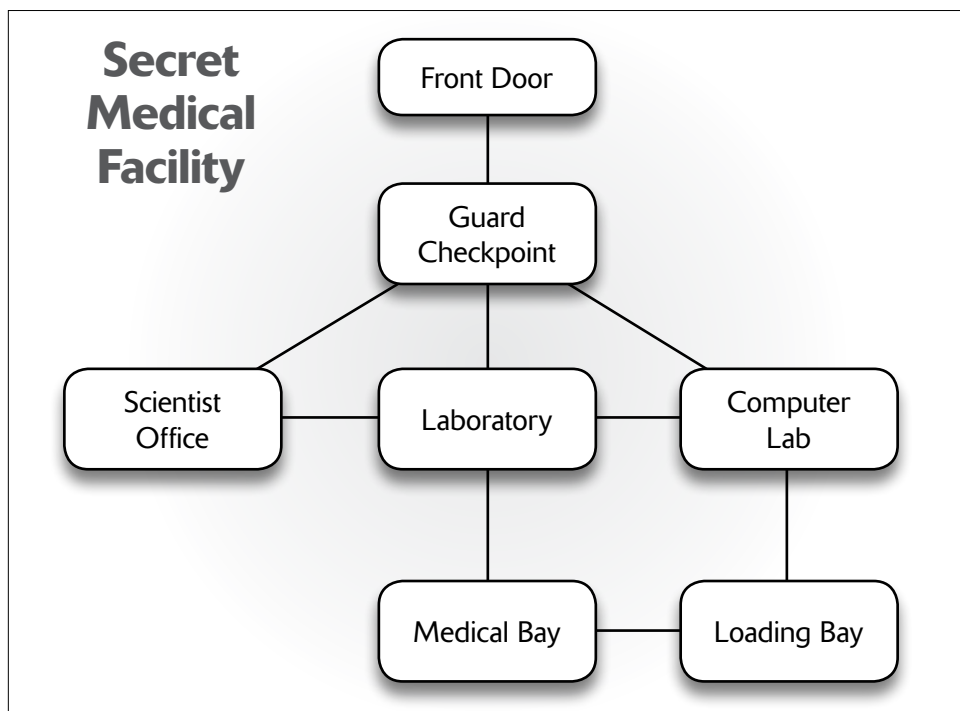 Secret
Medical
Facility
Front Door
Guard
Checkpoint
Scientist
Office
Laboratory
Computer
Lab
Medical Bay
Loading Bay